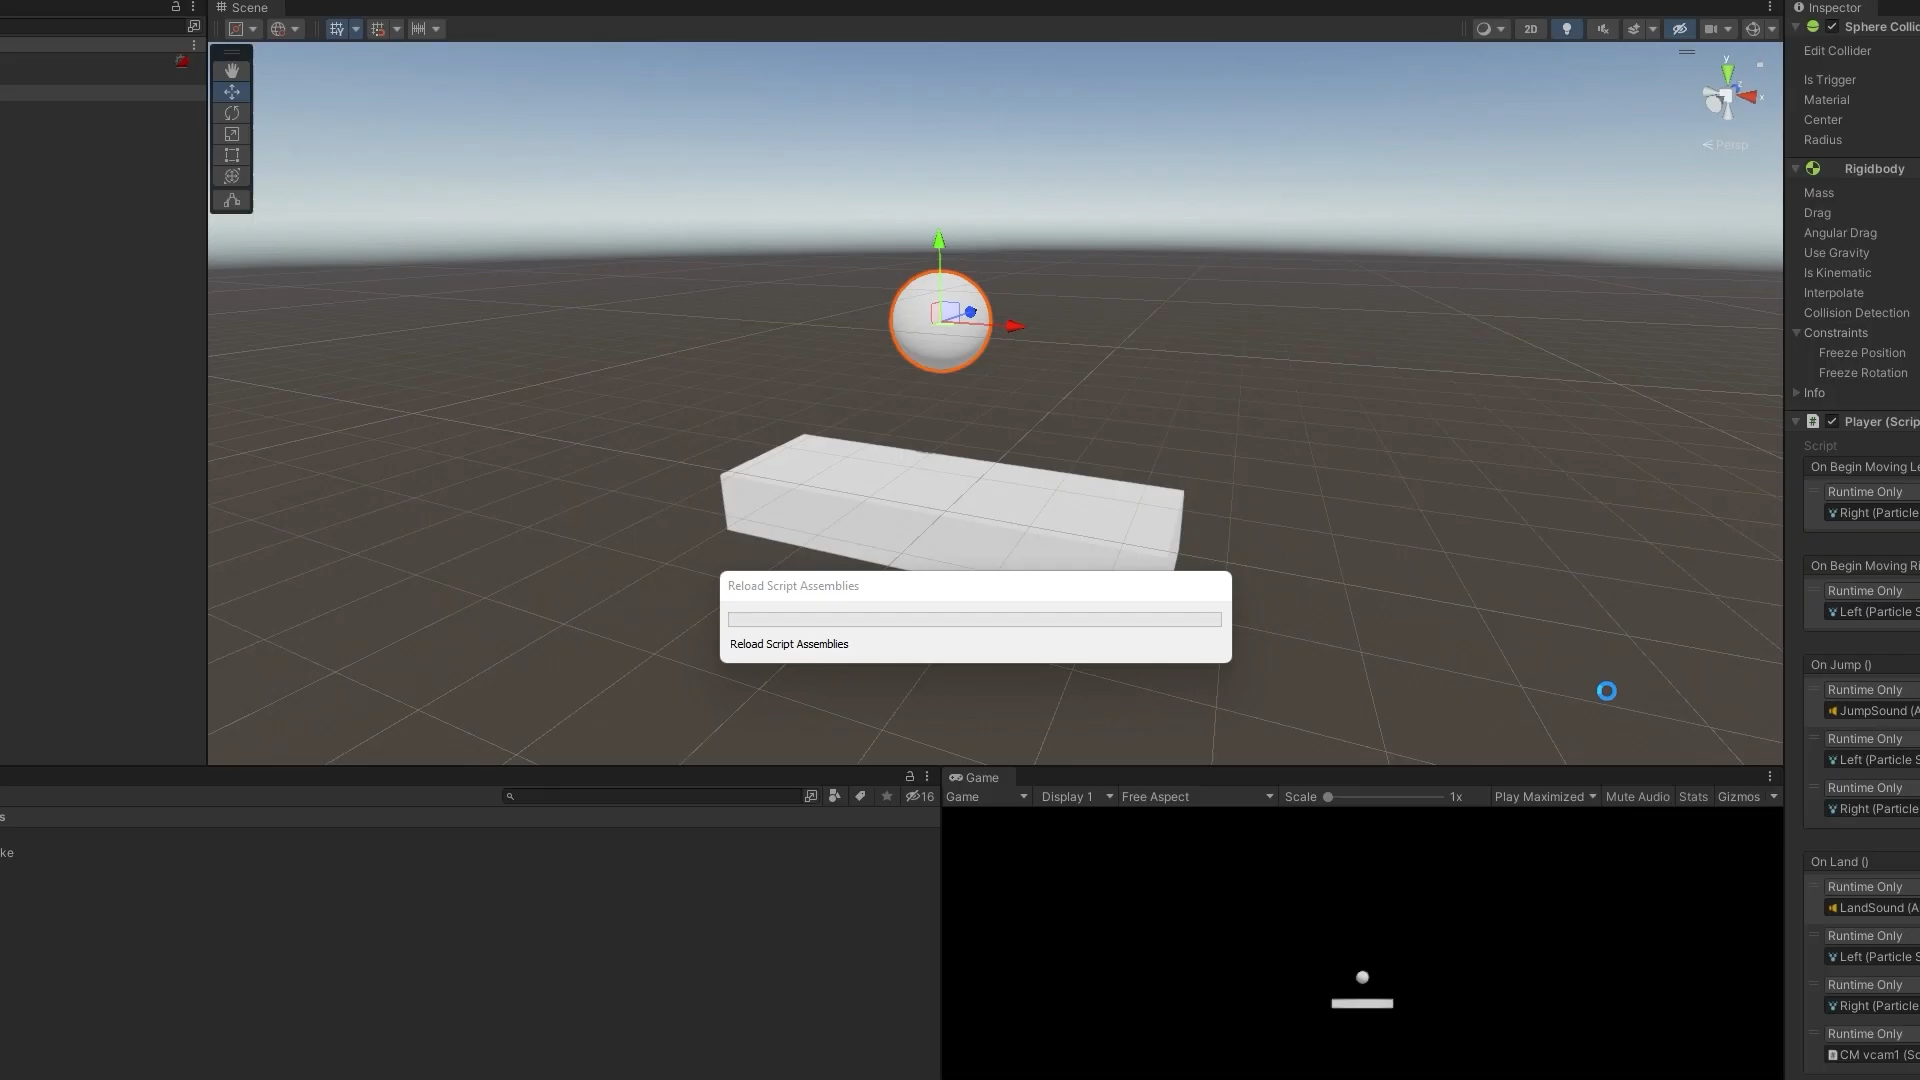 Scene
Inspector
2D
Sphere Collid
Edit Collider
Is Trigger
Material
Center
Radius
y
z
x
Persp
Rigidbody
Mass
Drag
Angular Drag
Use Gravity
Is Kinematic
Interpolate
Collision Detection
Constraints
Freeze Position
Freeze Rotation
Info
Player (Scrip
Script
On Begin Moving Le
Runtime Only
Right (Particle
On Begin Moving Ri
Runtime Only
Left (Particle S
On Jump ()
Runtime Only
JumpSound (A
Runtime Only
Left (Particle S
Runtime Only
Right (Particle
On Land ()
Runtime Only
LandSound (A
Runtime Only
Left (Particle S
Runtime Only
Right (Particle
Runtime Only
CM vcam1 (Sc
Reload Script Assemblies
Reload Script Assemblies
16
s
ke
Game
Game Display 1 Free Aspect Scale 1x Play Maximized Mute Audio Stats Gizmos